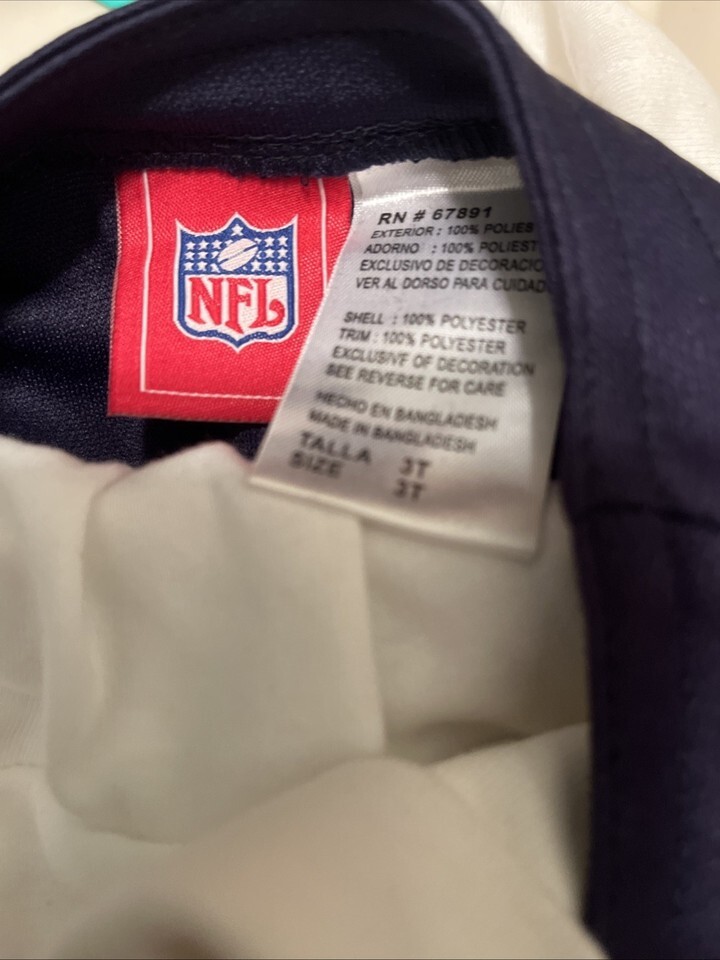 NFL
RN # 67891
EXTERIOR : 100% POLIES
ADORNO : 100% POLIEST
EXCLUSIVO DE DECORACIO
VER AL DORSO PARA CUIDAD
SHELL : 100% POLYESTER
TRIM : 100% POLYESTER
EXCLUSIVE OF DECORATION
SEE REVERSE FOR CARE
HECHO EN BANGLADESH
MADE IN BANGLADESH
TALLA 3T
SIZE 3T